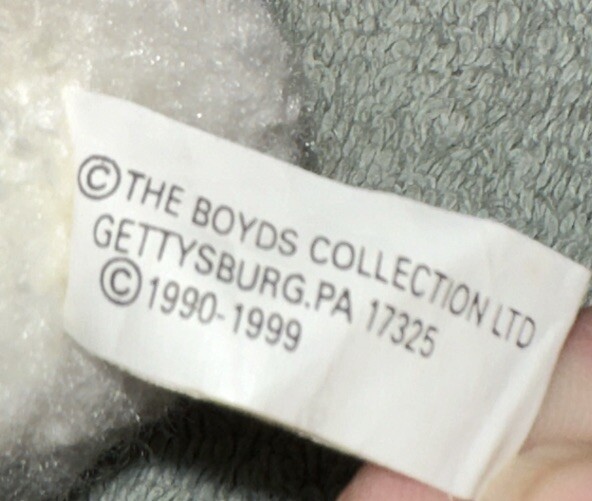 ©THE BOYDS COLLECTION LTD
GETTYSBURG.PA 17325
©1990-1999